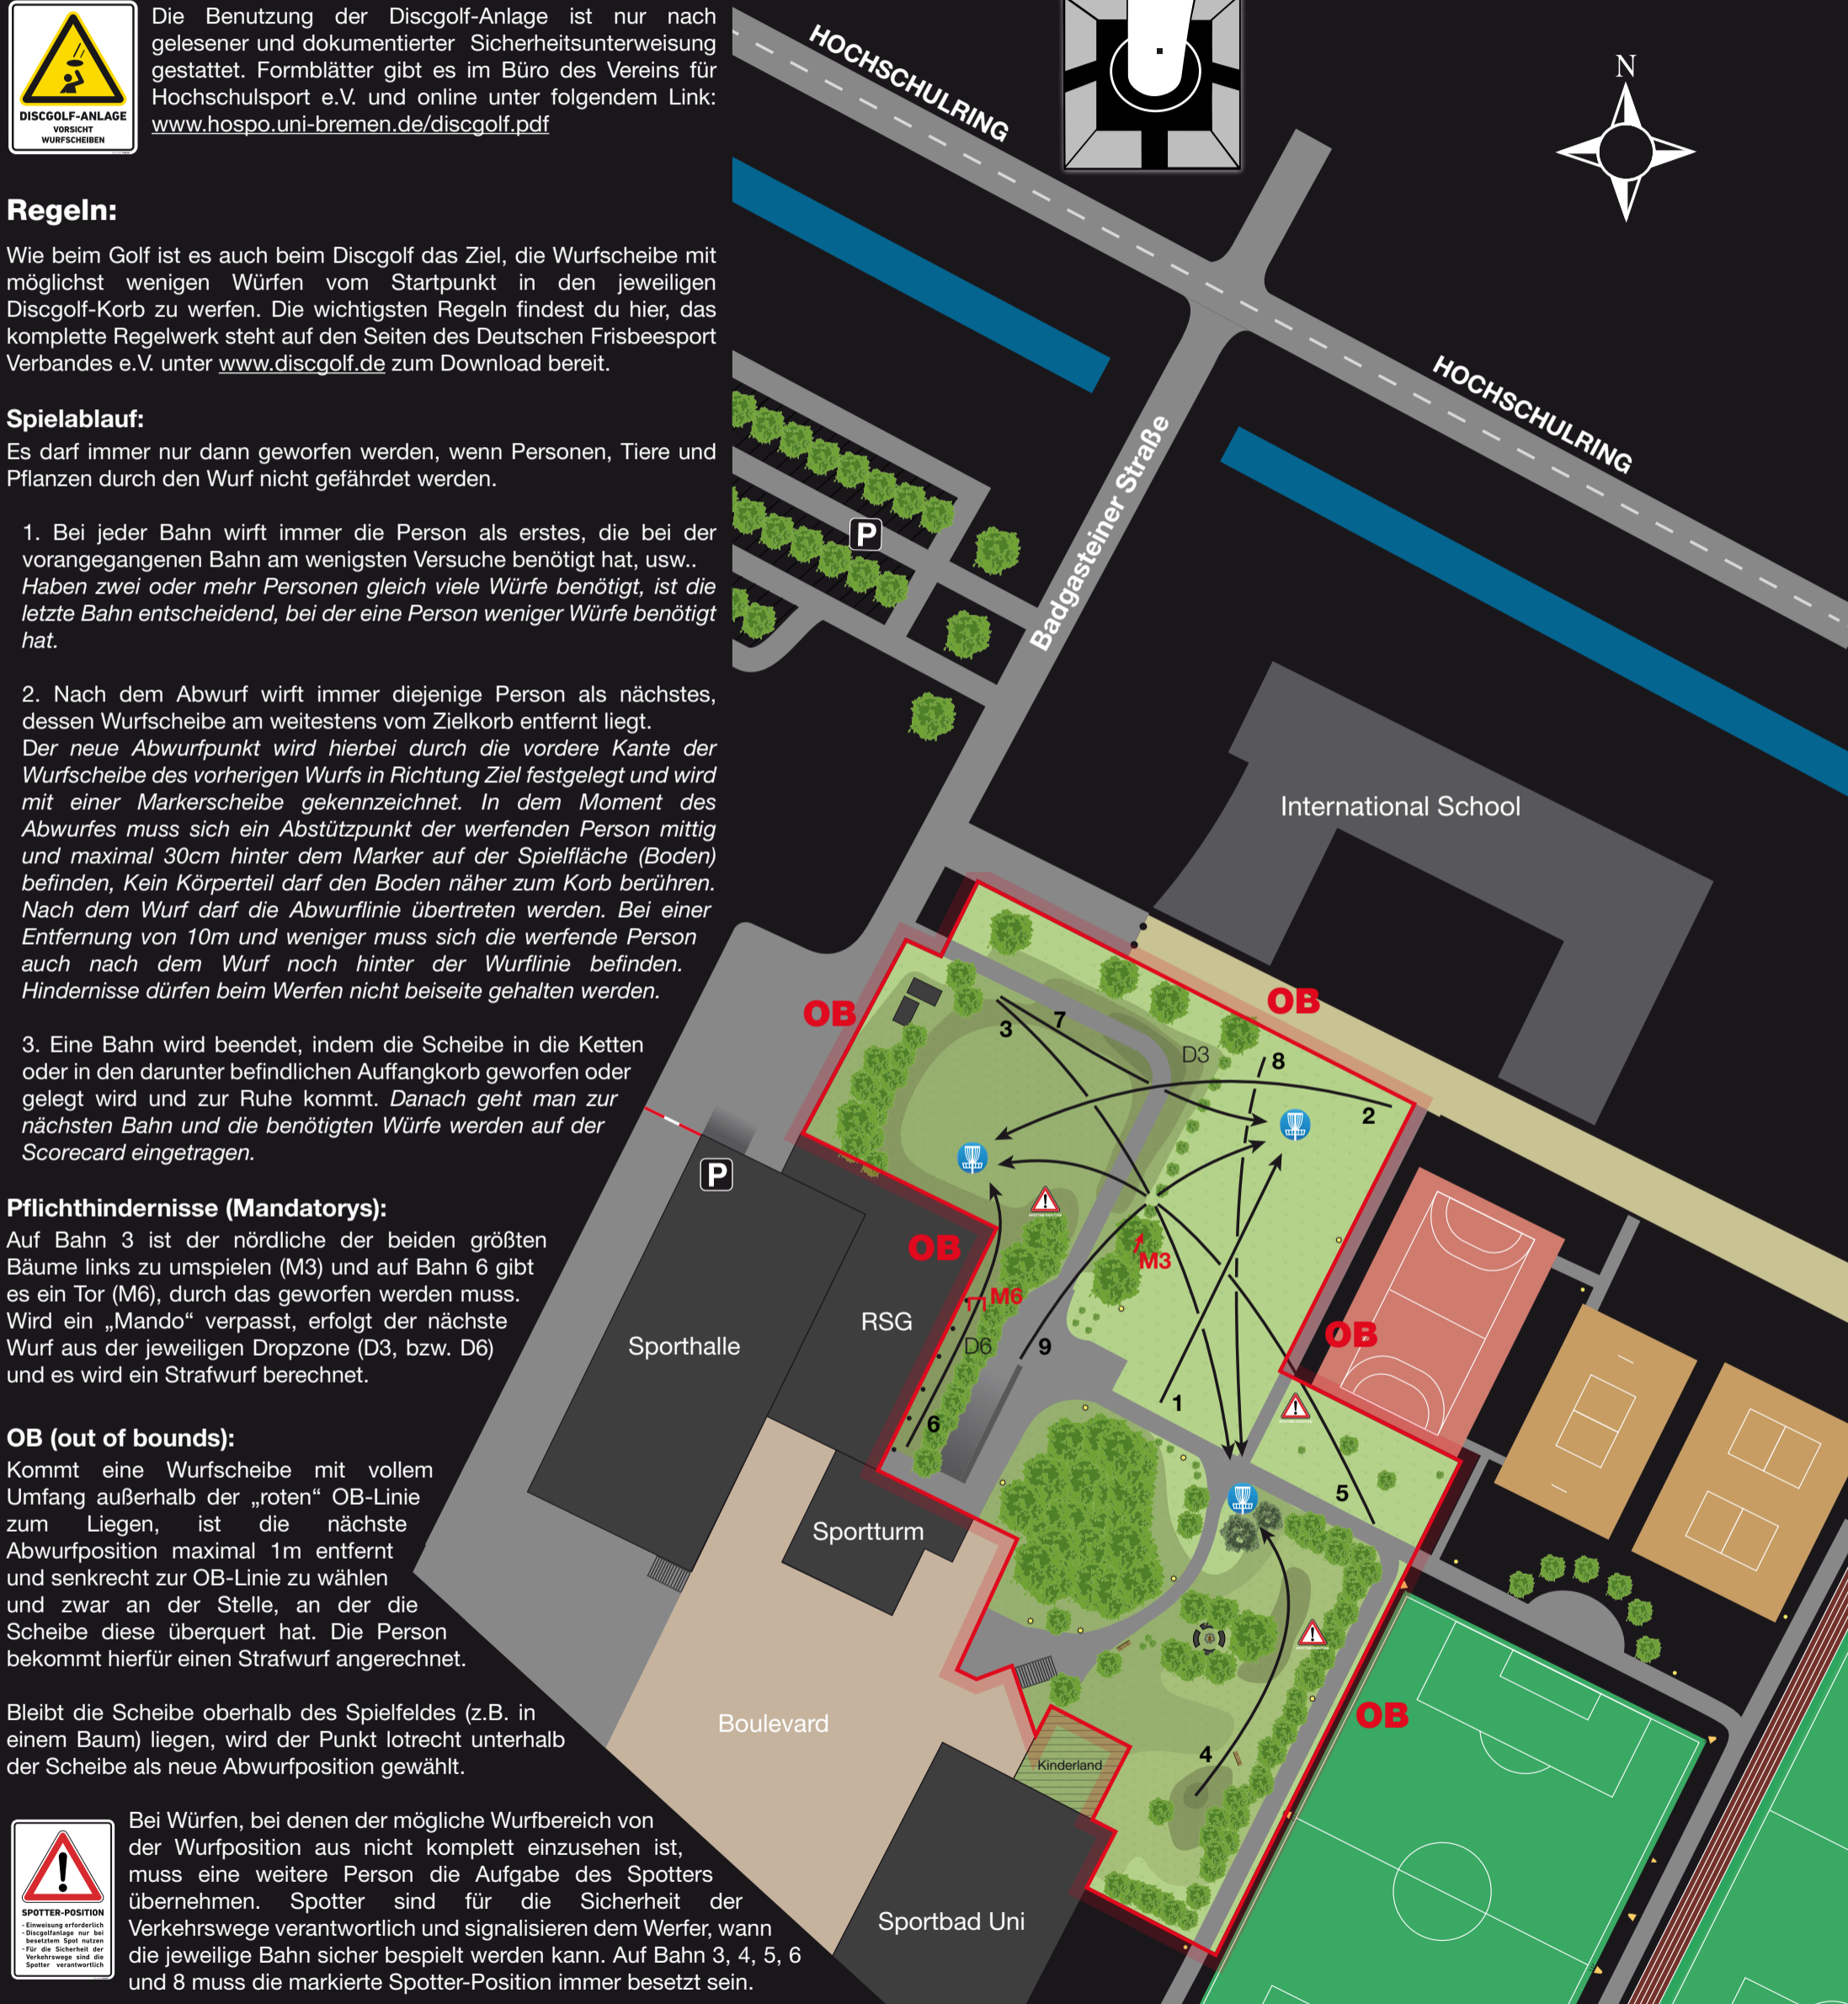 DISCGOLF-ANLAGE
VORSICHT
WURFSCHEIBEN
Die Benutzung der Discgolf-Anlage ist nur nach
gelesener und dokumentierter Sicherheitsunterweisung
gestattet. Formblätter gibt es im Büro des Vereins für
Hochschulsport e.V. und online unter folgendem Link:
www.hospo.uni-bremen.de/discgolf.pdf
Regeln:
Wie beim Golf ist es auch beim Discgolf das Ziel, die Wurfscheibe mit
möglichst wenigen Würfen vom Startpunkt in den jeweiligen
Discgolf-Korb zu werfen. Die wichtigsten Regeln findest du hier, das
komplette Regelwerk steht auf den Seiten des Deutschen Frisbeesport
Verbandes e.V. unter www.discgolf.de zum Download bereit.
Spielablauf:
Es darf immer nur dann geworfen werden, wenn Personen, Tiere und
Pflanzen durch den Wurf nicht gefährdet werden.
1. Bei jeder Bahn wirft immer die Person als erstes, die bei der
vorangegangenen Bahn am wenigsten Versuche benötigt hat, usw..
Haben zwei oder mehr Personen gleich viele Würfe benötigt, ist die
letzte Bahn entscheidend, bei der eine Person weniger Würfe benötigt
hat.
2. Nach dem Abwurf wirft immer diejenige Person als nächstes,
dessen Wurfscheibe am weitestens vom Zielkorb entfernt liegt.
Der neue Abwurfpunkt wird hierbei durch die vordere Kante der
Wurfscheibe des vorherigen Wurfs in Richtung Ziel festgelegt und wird
mit einer Markerscheibe gekennzeichnet. In dem Moment des
Abwurfes muss sich ein Abstützpunkt der werfenden Person mittig
und maximal 30cm hinter dem Marker auf der Spielfläche (Boden)
befinden, Kein Körperteil darf den Boden näher zum Korb berühren.
Nach dem Wurf darf die Abwurflinie übertreten werden. Bei einer
Entfernung von 10m und weniger muss sich die werfende Person
auch nach dem Wurf noch hinter der Wurflinie befinden.
Hindernisse dürfen beim Werfen nicht beiseite gehalten werden.
3. Eine Bahn wird beendet, indem die Scheibe in die Ketten
oder in den darunter befindlichen Auffangkorb geworfen oder
gelegt wird und zur Ruhe kommt. Danach geht man zur
nächsten Bahn und die benötigten Würfe werden auf der
Scorecard eingetragen.
Pflichthindernisse (Mandatorys):
Auf Bahn 3 ist der nördliche der beiden größten
Bäume links zu umspielen (M3) und auf Bahn 6 gibt
es ein Tor (M6), durch das geworfen werden muss.
Wird ein „Mando“ verpasst, erfolgt der nächste
Wurf aus der jeweiligen Dropzone (D3, bzw. D6)
und es wird ein Strafwurf berechnet.
OB (out of bounds):
Kommt eine Wurfscheibe mit vollem
Umfang außerhalb der „roten“ OB-Linie
zum Liegen, ist die nächste
Abwurfposition maximal 1m entfernt
und senkrecht zur OB-Linie zu wählen
und zwar an der Stelle, an der die
Scheibe diese überquert hat. Die Person
bekommt hierfür einen Strafwurf angerechnet.
Bleibt die Scheibe oberhalb des Spielfeldes (z.B. in
einem Baum) liegen, wird der Punkt lotrecht unterhalb
der Scheibe als neue Abwurfposition gewählt.
SPOTTER-POSITION
- Einweisung erforderlich
- Discgolfanlage nur bei
besetztem Spot nutzen
- Für die Sicherheit der
Verkehrswege sind die
Spotter verantwortlich
Bei Würfen, bei denen der mögliche Wurfbereich von
der Wurfposition aus nicht komplett einzusehen ist,
muss eine weitere Person die Aufgabe des Spotters
übernehmen. Spotter sind für die Sicherheit der
Verkehrswege verantwortlich und signalisieren dem Werfer, wann
die jeweilige Bahn sicher bespielt werden kann. Auf Bahn 3, 4, 5, 6
und 8 muss die markierte Spotter-Position immer besetzt sein.
HOCHSCHULRING
N
HOCHSCHULRING
Badgasteiner Straße
P
International School
OB
OB
3
7
D3
8
2
P
OB
M3
M6
RSG
Sporthalle
D6
9
OB
1
6
5
Sportturm
OB
Boulevard
4
Kinderland
Sportbad Uni